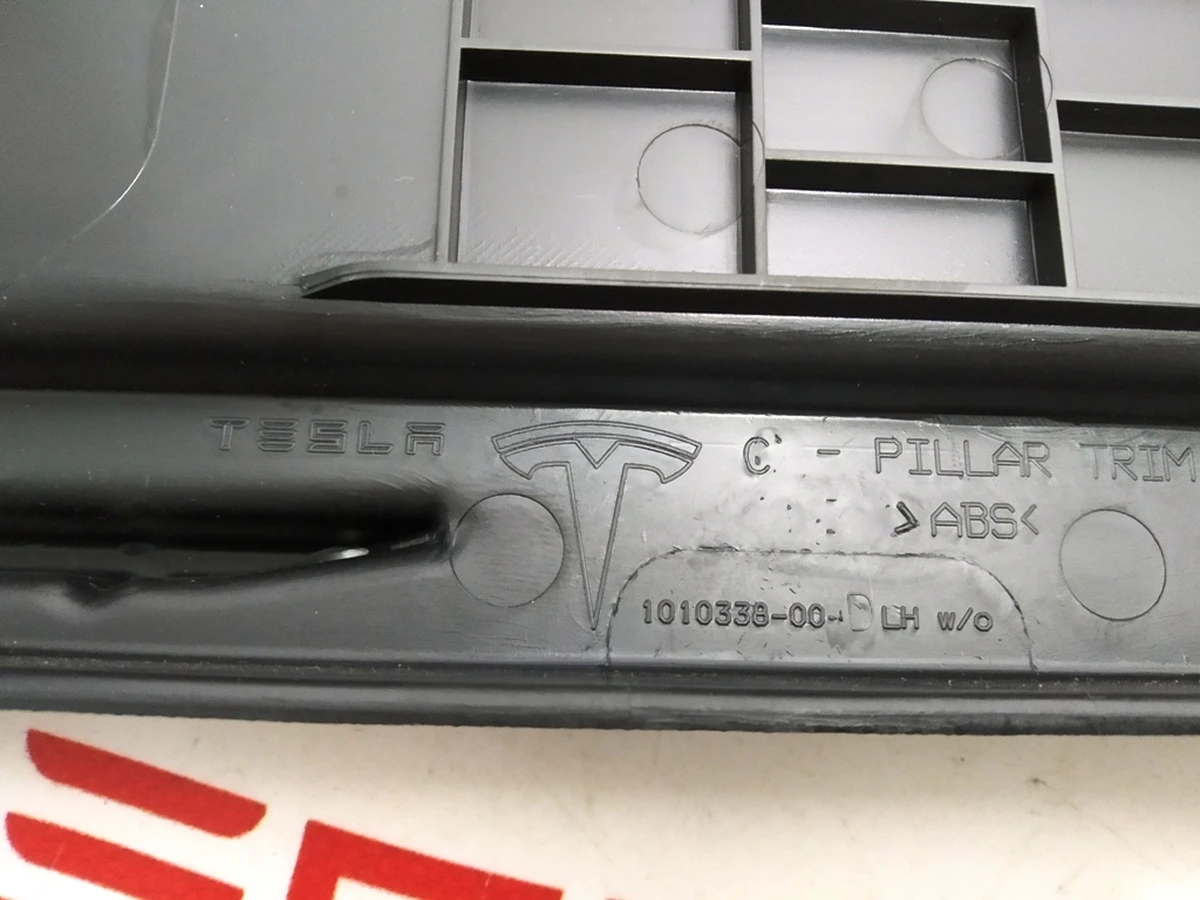 TESLA C - PILLAR TRIM
>ABS<
1010338-00-D LH w/o